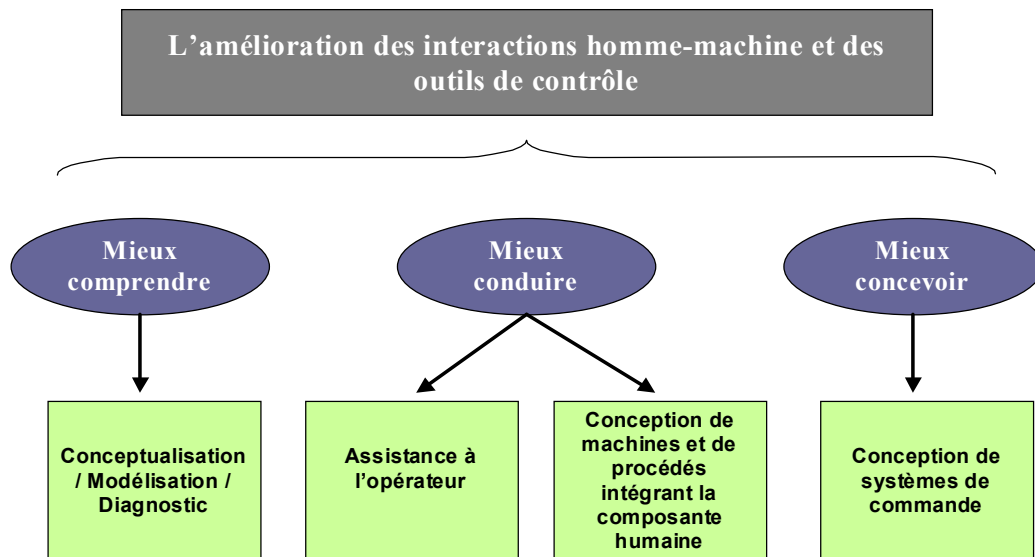 L'amélioration des interactions homme-machine et des
outils de contrôle
Mieux
comprendre
Mieux
conduire
Mieux
concevoir
Conceptualisation
/ Modélisation /
Diagnostic
Assistance à
l'opérateur
Conception de
machines et de
procédés
intégrant la
composante
humaine
Conception de
systèmes de
commande